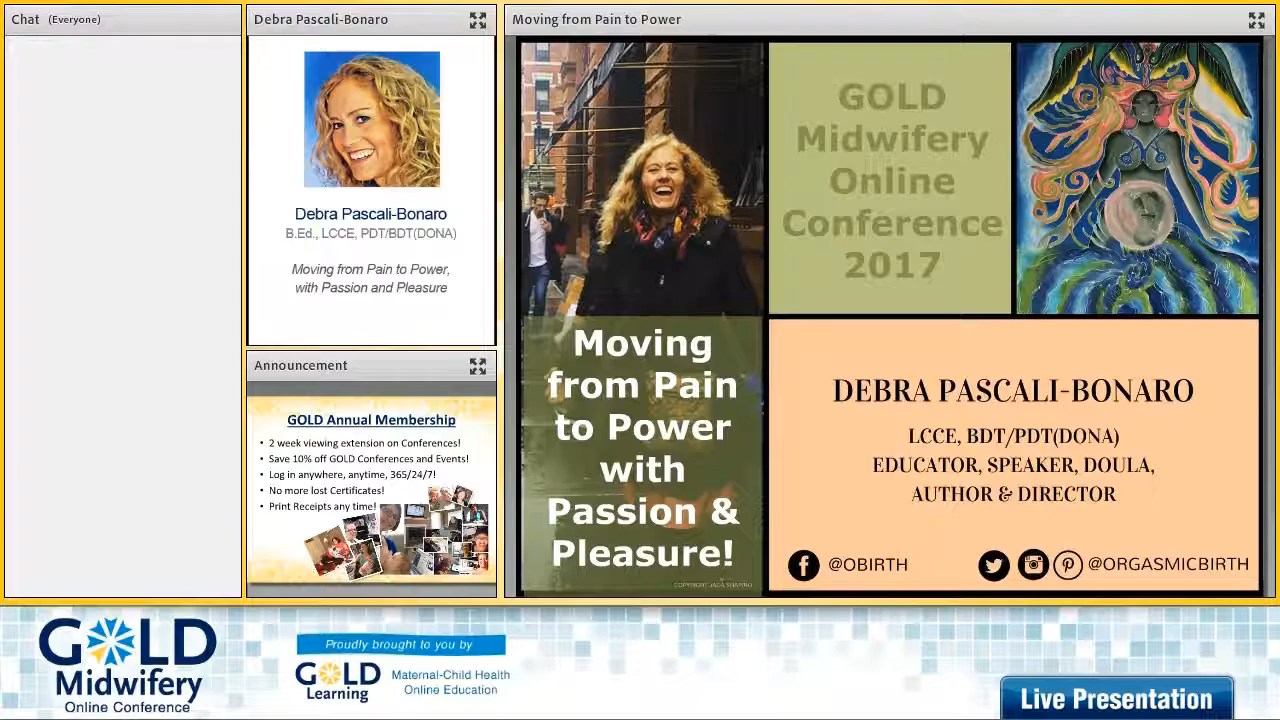 Chat (Everyone)
Debra Pascali-Bonaro
Debra Pascali-Bonaro
B.Ed., LCCE, PDT/BDT(DONA)
Moving from Pain to Power,
with Passion and Pleasure
Announcement
GOLD Annual Membership
• 2 week viewing extension on Conferences!
• Save 10% off GOLD Conferences and Events!
• Log in anywhere, anytime, 365/24/7!
• No more lost Certificates!
• Print Receipts any time!
Moving from Pain to Power
GOLD
Midwifery
Online
Conference
2017
Moving
from Pain
to Power
with
Passion &
Pleasure!
COPYRIGHT JADA SHAPIRO
DEBRA PASCALI-BONARO
LCCE, BDT/PDT(DONA)
EDUCATOR, SPEAKER, DOULA,
AUTHOR & DIRECTOR
@OBIRTH
@ORGASMICBIRTH
GOLD
Midwifery
Online Conference
Proudly brought to you by
GOLD
Learning
Maternal-Child Health
Online Education
Live Presentation